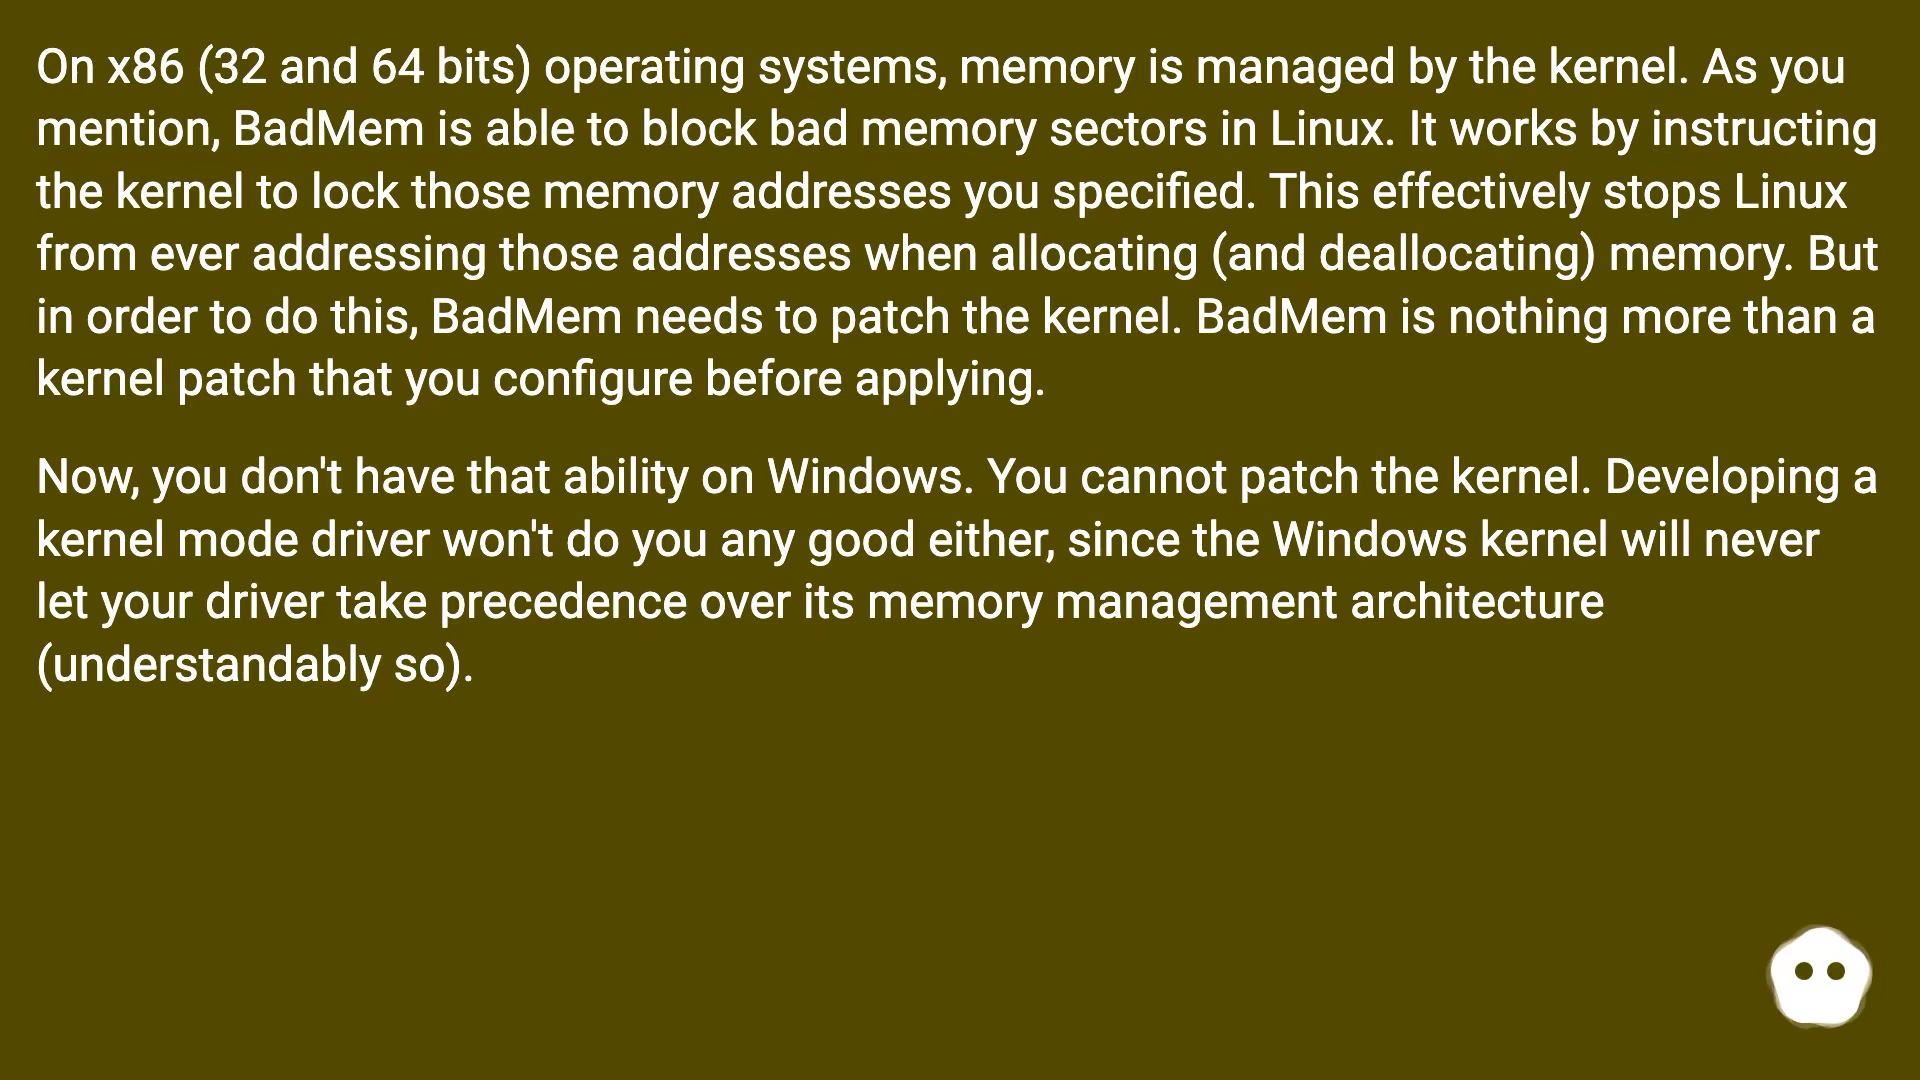 On x86 (32 and 64 bits) operating systems, memory is managed by the kernel. As you
mention, BadMem is able to block bad memory sectors in Linux. It works by instructing
the kernel to lock those memory addresses you specified. This effectively stops Linux
from ever addressing those addresses when allocating (and deallocating) memory. But
in order to do this, BadMem needs to patch the kernel. BadMem is nothing more than a
kernel patch that you configure before applying.
Now, you don't have that ability on Windows. You cannot patch the kernel. Developing a
kernel mode driver won't do you any good either, since the Windows kernel will never
let your driver take precedence over its memory management architecture
(understandably so).